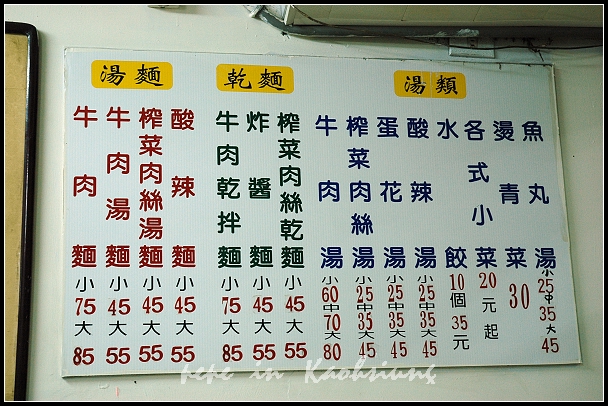 湯麵
牛肉麵小75大85
牛肉湯麵小45大55
榨菜肉絲湯麵小45大55
酸辣麵小45大55
乾麵
牛肉乾拌麵小75大85
炸醬麵小45大55
榨菜肉絲乾麵小45大55
湯類
牛肉湯小60中70大80
榨菜肉絲湯小25中35大45
蛋花湯小25中35大45
酸辣湯小25中35大45
水餃10個35元
各式小菜20元起
燙青菜30
魚丸湯小25中35大45
pepe in Kaohsiung